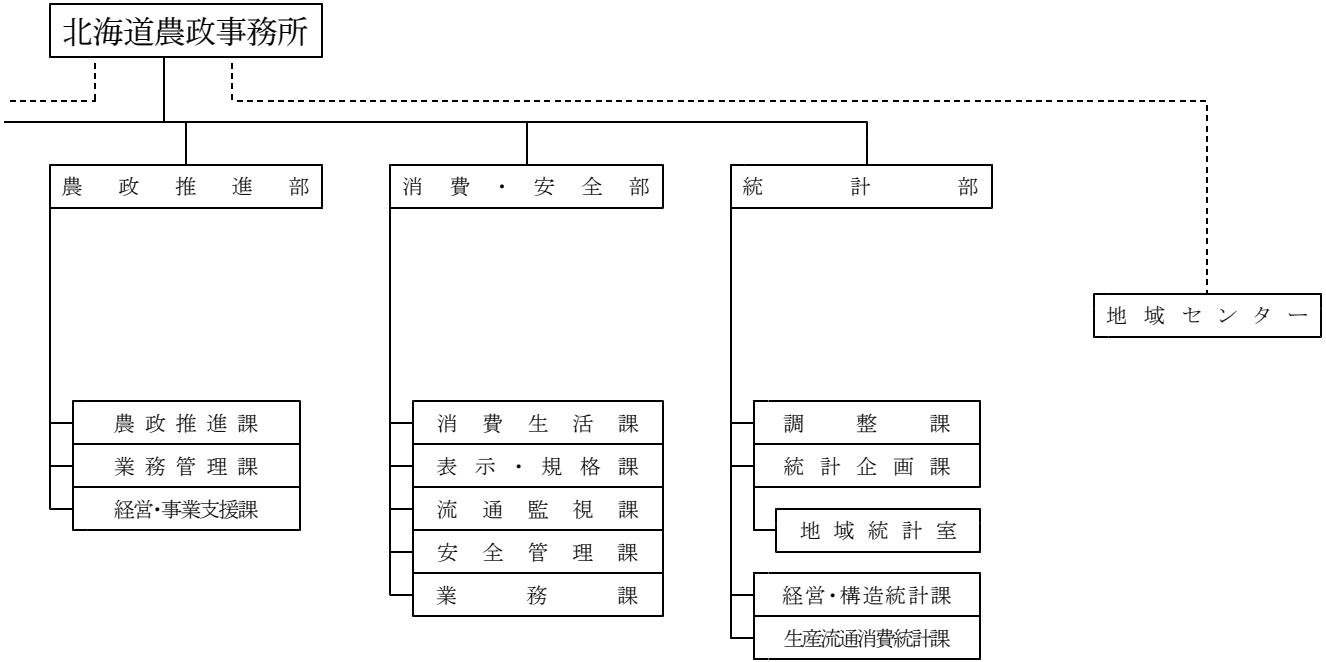 北海道農政事務所
農政推進部
消費・安全部
統計部
地域センター
農政推進課
業務管理課
経営・事業支援課
消費生活課
表示・規格課
流通監視課
安全管理課
業務課
調整課
統計企画課
地域統計室
経営・構造統計課
生産流通消費統計課